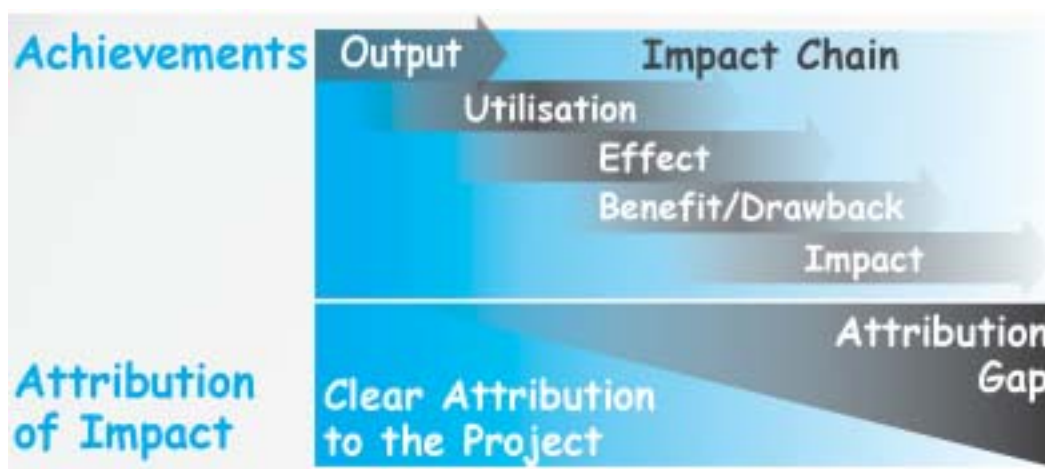 Achievements
Output
Impact Chain
Utilisation
Effect
Benefit/Drawback
Impact
Attribution
Gap
Attribution
of Impact
Clear Attribution
to the Project